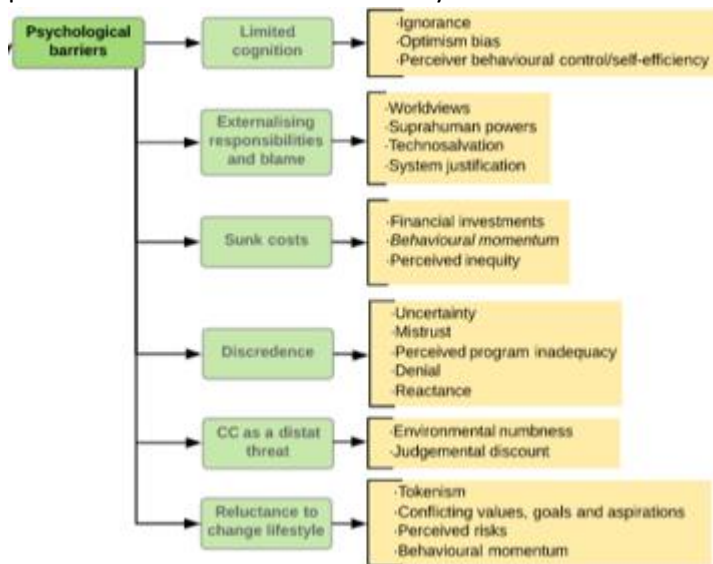 Psychological
barriers
Limited
cognition
·Ignorance
·Optimism bias
·Perceiver behavioural control/self-efficiency
Externalising
responsibilities
and blame
·Worldviews
·Suprahuman powers
·Technosalvation
·System justification
Sunk costs
·Financial investments
·Behavioural momentum
·Perceived inequity
Discredence
·Uncertainty
·Mistrust
·Perceived program inadequacy
·Denial
·Reactance
CC as a distat
threat
·Environmental numbness
·Judgemental discount
Reluctance to
change lifestyle
·Tokenism
·Conflicting values, goals and aspirations
·Perceived risks
·Behavioural momentum